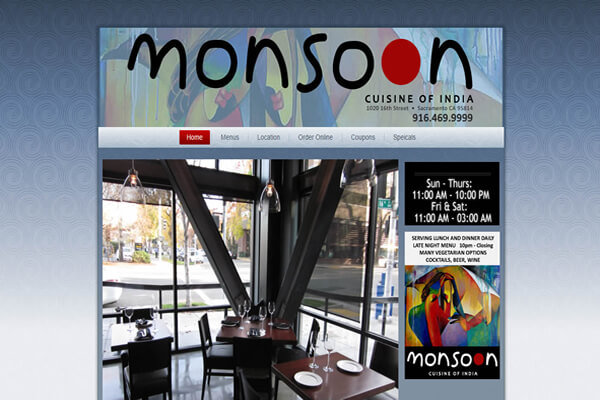 monsoon
CUISINE OF INDIA
1020 16th Street • Sacramento CA 95814
916.469.9999
Home Menus Location Order Online Coupons Speicals
Sun - Thurs:
11:00 AM - 10:00 PM
Fri & Sat:
11:00 AM - 03:00 AM
SERVING LUNCH AND DINNER DAILY
LATE NIGHT MENU 10pm - Closing
MANY VEGETARIAN OPTIONS
COCKTAILS, BEER, WINE
monsoon
CUISINE OF INDIA